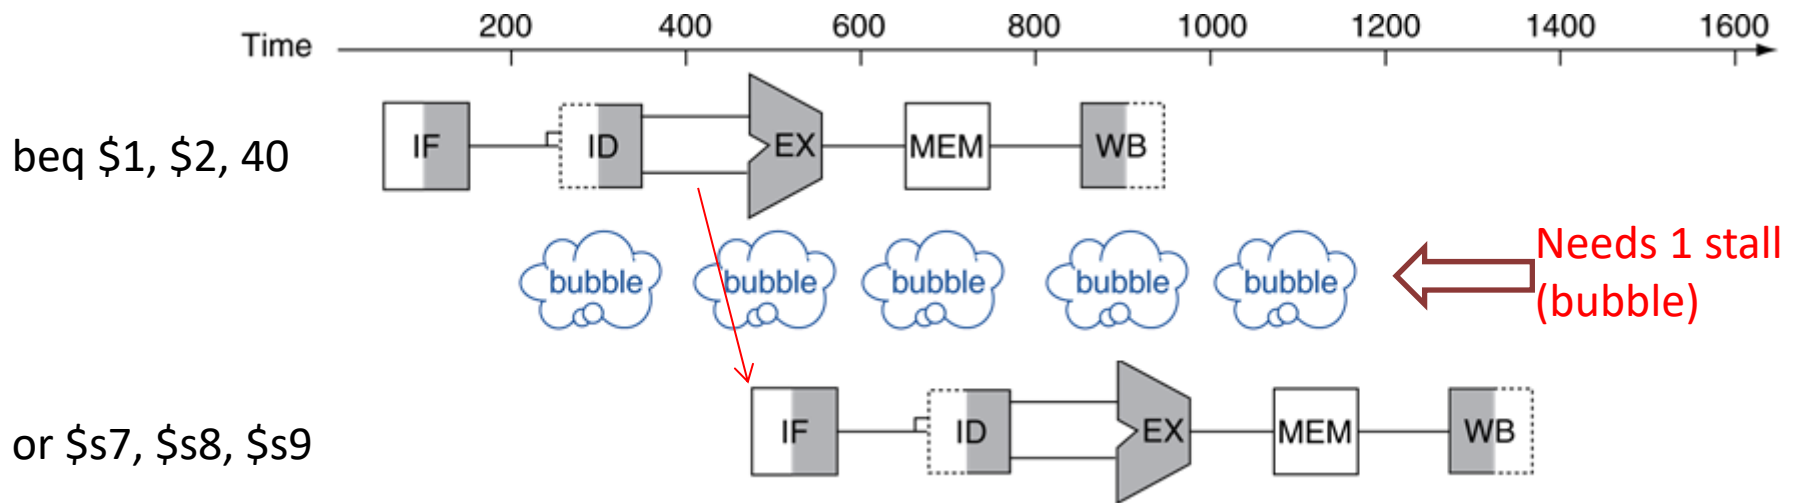 Time 200 400 600 800 1000 1200 1400 1600
beq $1, $2, 40 IF ID EX MEM WB
bubble bubble bubble bubble bubble Needs 1 stall
(bubble)
or $s7, $s8, $s9 IF ID EX MEM WB